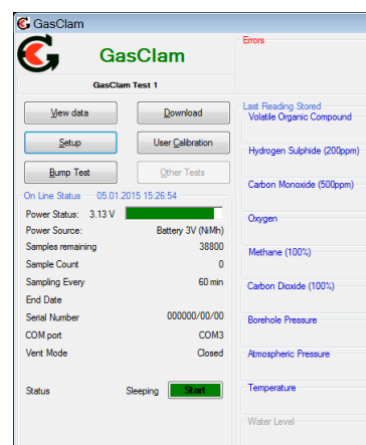 GasClam
GasClam
GasClam Test 1
View data
Download
Setup
User Calibration
Bump Test
Other Tests
On Line Status 05.01.2015 15:26:54
Power Status: 3.13 V
Power Source: Battery 3V (NiMh)
Samples remaining 38800
Sample Count 0
Sampling Every 60 min
End Date
Serial Number 000000/00/00
COM port COM3
Vent Mode Closed
Status Sleeping Start
Errors
Last Reading Stored
Volatile Organic Compound
Hydrogen Sulphide (200ppm)
Carbon Monoxide (500ppm)
Oxygen
Methane (100%)
Carbon Dioxide (100%)
Borehole Pressure
Atmospheric Pressure
Temperature
Water Level